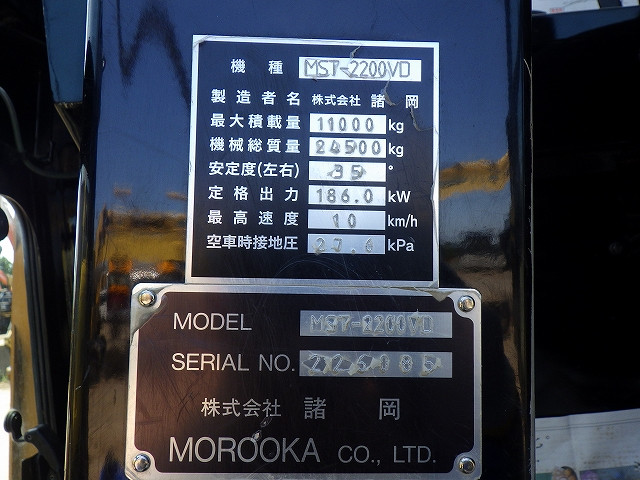 機種 MST-2200VD
製造者名 株式会社 諸岡
最大積載量 11000 kg
機械総質量 24500 kg
安定度(左右) 35 °
定格出力 186.0 kW
最高速度 10 km/h
空車時接地圧 27.6 kPa
MODEL MST-2200VD
SERIAL NO.
株式会社 諸岡
MOROOKA CO., LTD.